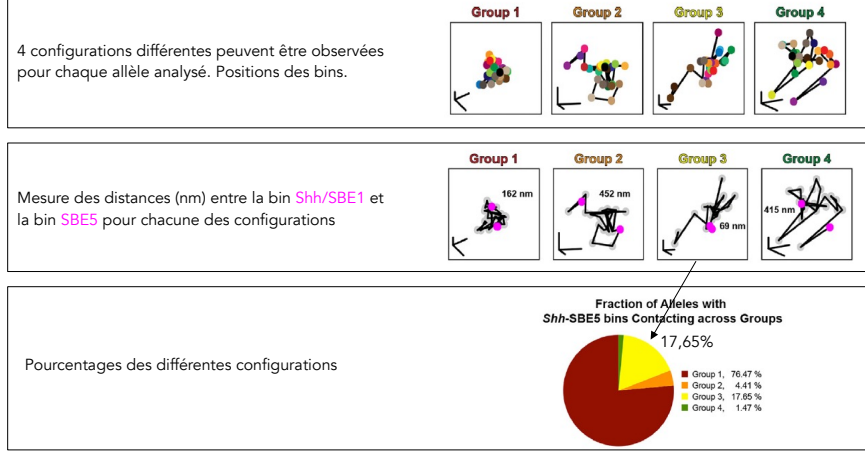 Group 1 Group 2 Group 3 Group 4
4 configurations différentes peuvent être observées
pour chaque allèle analysé. Positions des bins.
Group 1 Group 2 Group 3 Group 4
Mesure des distances (nm) entre la bin Shh/SBE1 et
la bin SBE5 pour chacune des configurations
162 nm
452 nm
69 nm
415 nm
Fraction of Alleles with
Shh-SBE5 bins Contacting across Groups
17,65%
Pourcentages des différentes configurations
Group 1, 76.47 %
Group 2, 4.41 %
Group 3, 17.65 %
Group 4, 1.47 %